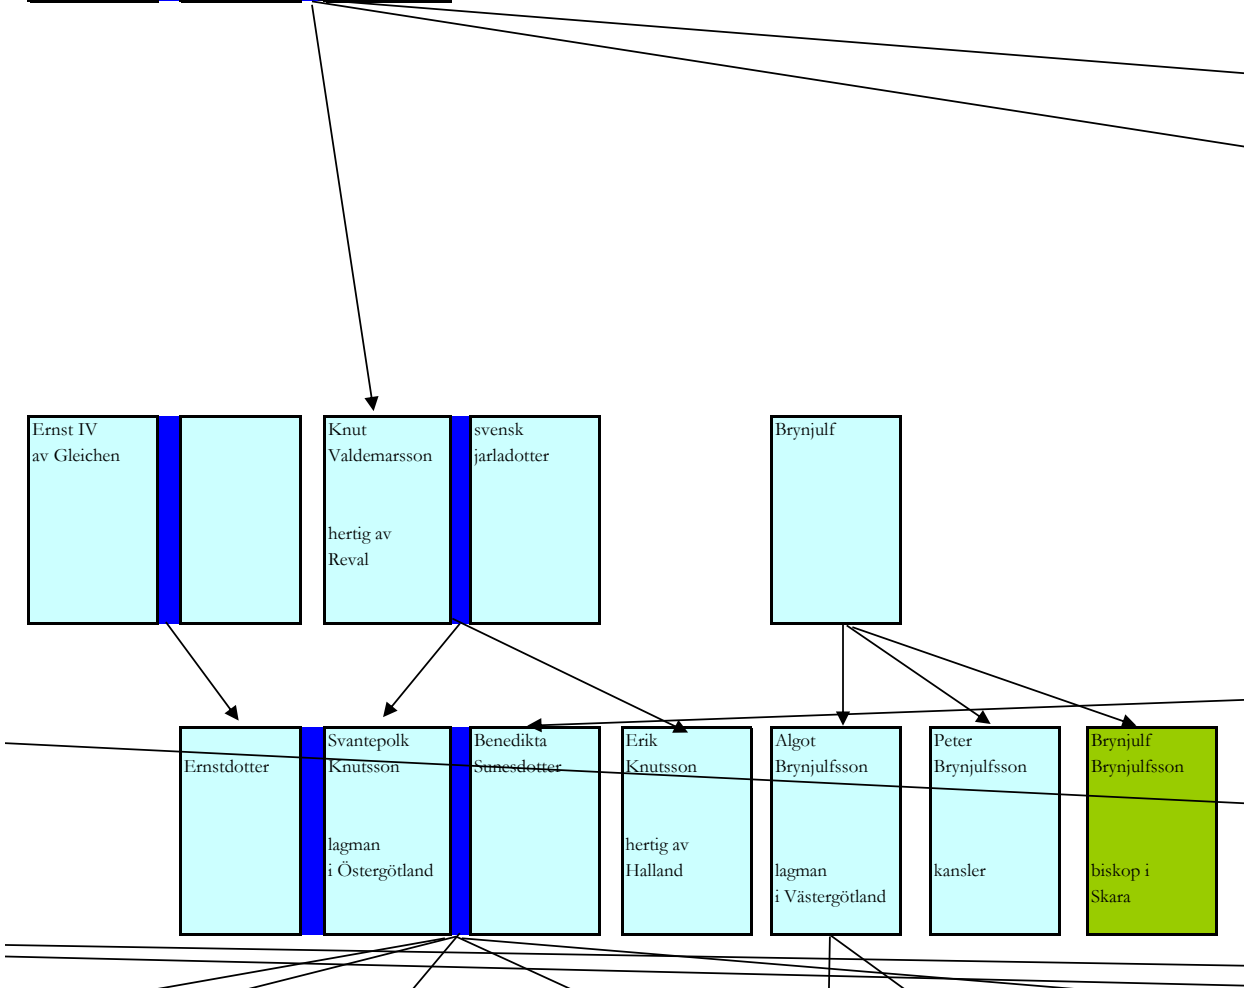 Ernst IV
av Gleichen
Knut
Valdemarsson
hertig av
Reval
svensk
jarladotter
Brynjulf
Ernstdotter
Svantepolk
Knutsson
lagman
i Östergötland
Benedikta
Sunesdotter
Erik
Knutsson
hertig av
Halland
Algot
Brynjulfsson
lagman
i Västergötland
Peter
Brynjulfsson
kansler
Brynjulf
Brynjulfsson
biskop i
Skara